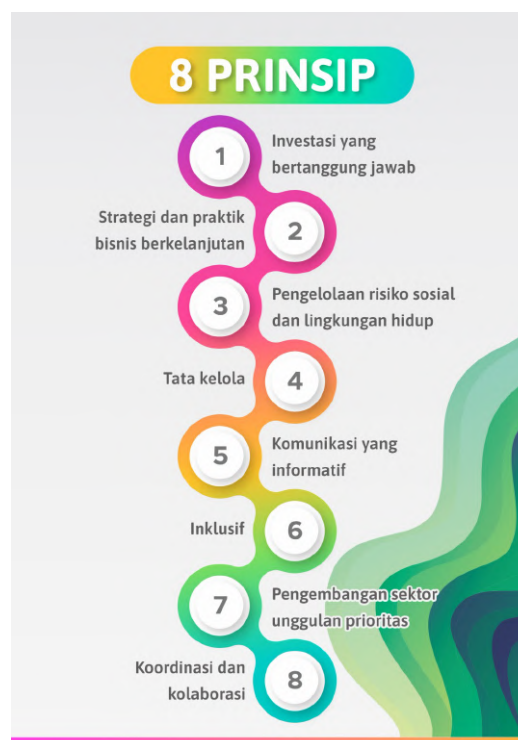 8 PRINSIP
1
Investasi yang
bertanggung jawab
Strategi dan praktik
bisnis berkelanjutan
2
3
Pengelolaan risiko sosial
dan lingkungan hidup
Tata kelola
4
5
Komunikasi yang
informatif
Inklusif
6
7
Pengembangan sektor
unggulan prioritas
Koordinasi dan
kolaborasi
8